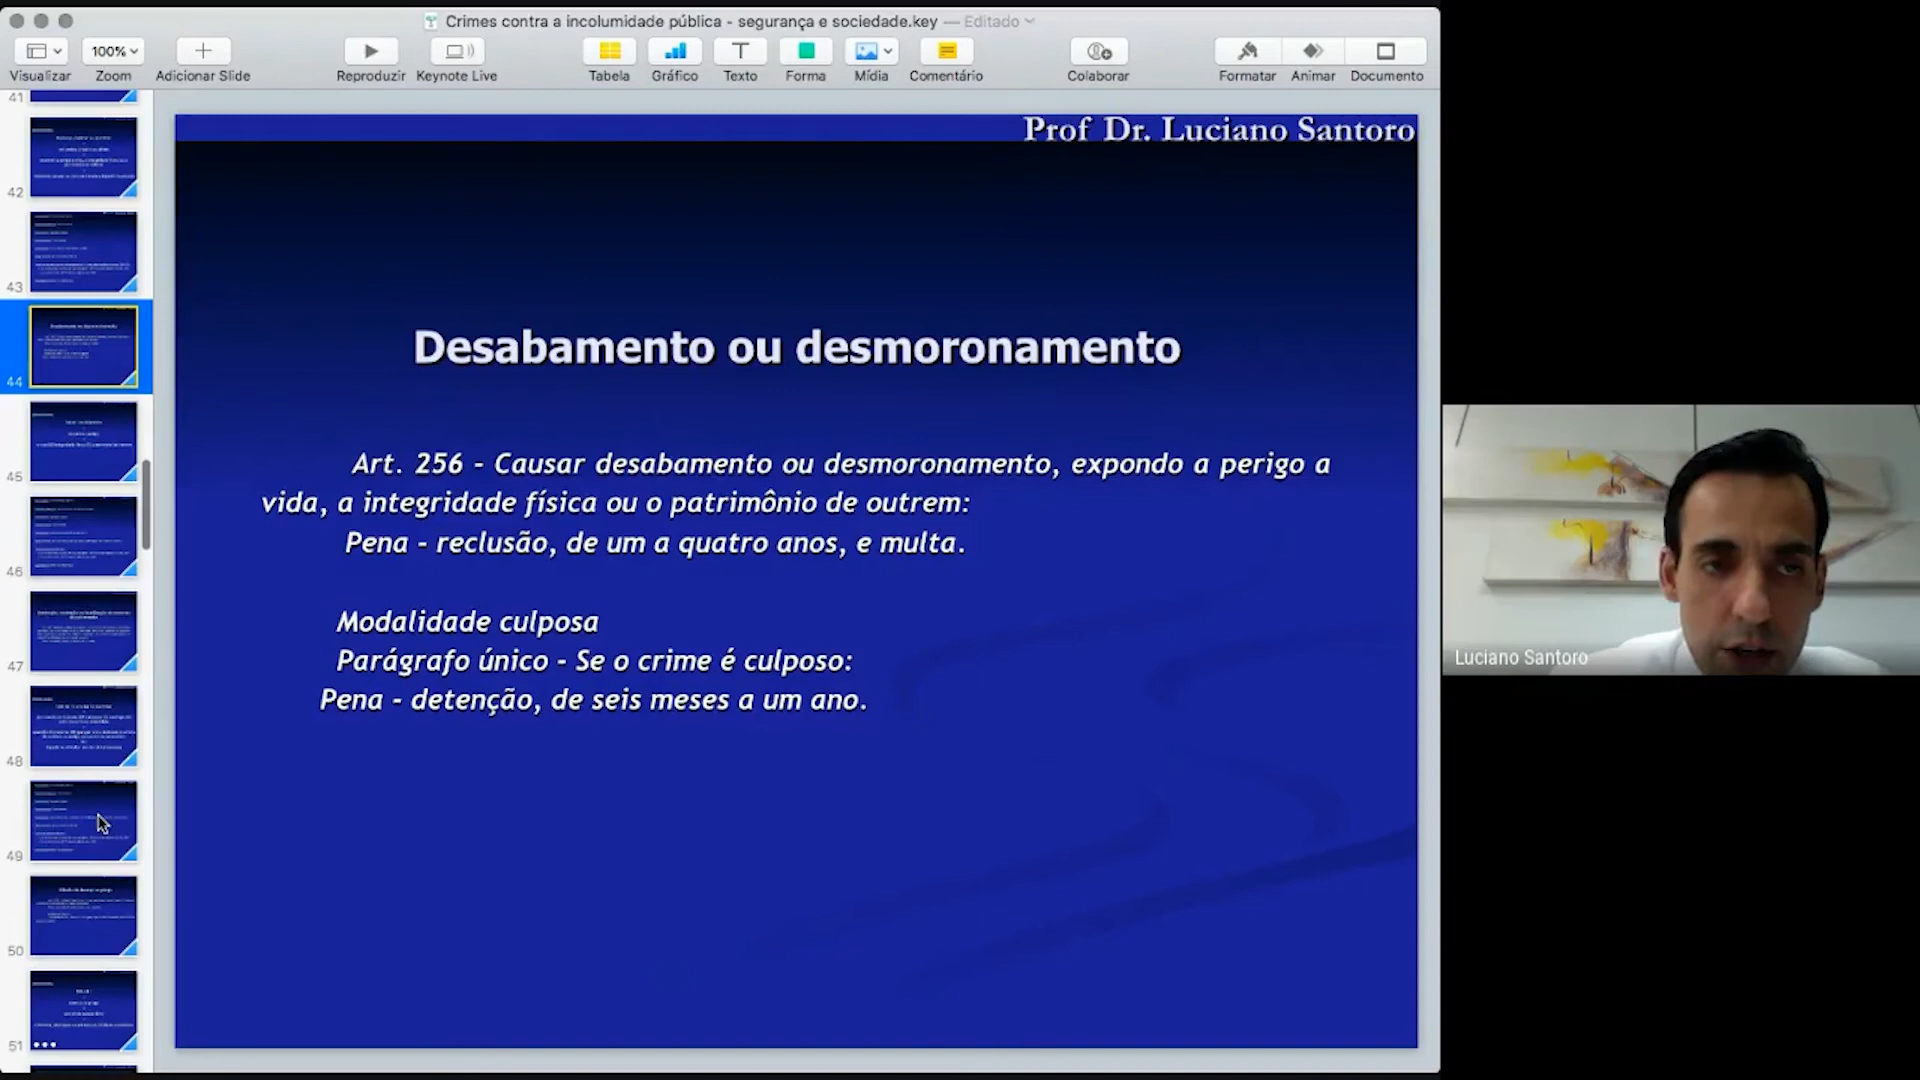 Crimes contra a incolumidade pública - segurança e sociedade.key — Editado
100%
Visualizar Zoom Adicionar Slide Reproduzir Keynote Live Tabela Gráfico Texto Forma Mídia Comentário Colaborar Formatar Animar Documento
41
42
43
44
45
46
47
48
49
50
51
Prof Dr. Luciano Santoro
Desabamento ou desmoronamento
Art. 256 - Causar desabamento ou desmoronamento, expondo a perigo a
vida, a integridade física ou o patrimônio de outrem:
Pena - reclusão, de um a quatro anos, e multa.
Modalidade culposa
Parágrafo único - Se o crime é culposo:
Pena - detenção, de seis meses a um ano.
Luciano Santoro